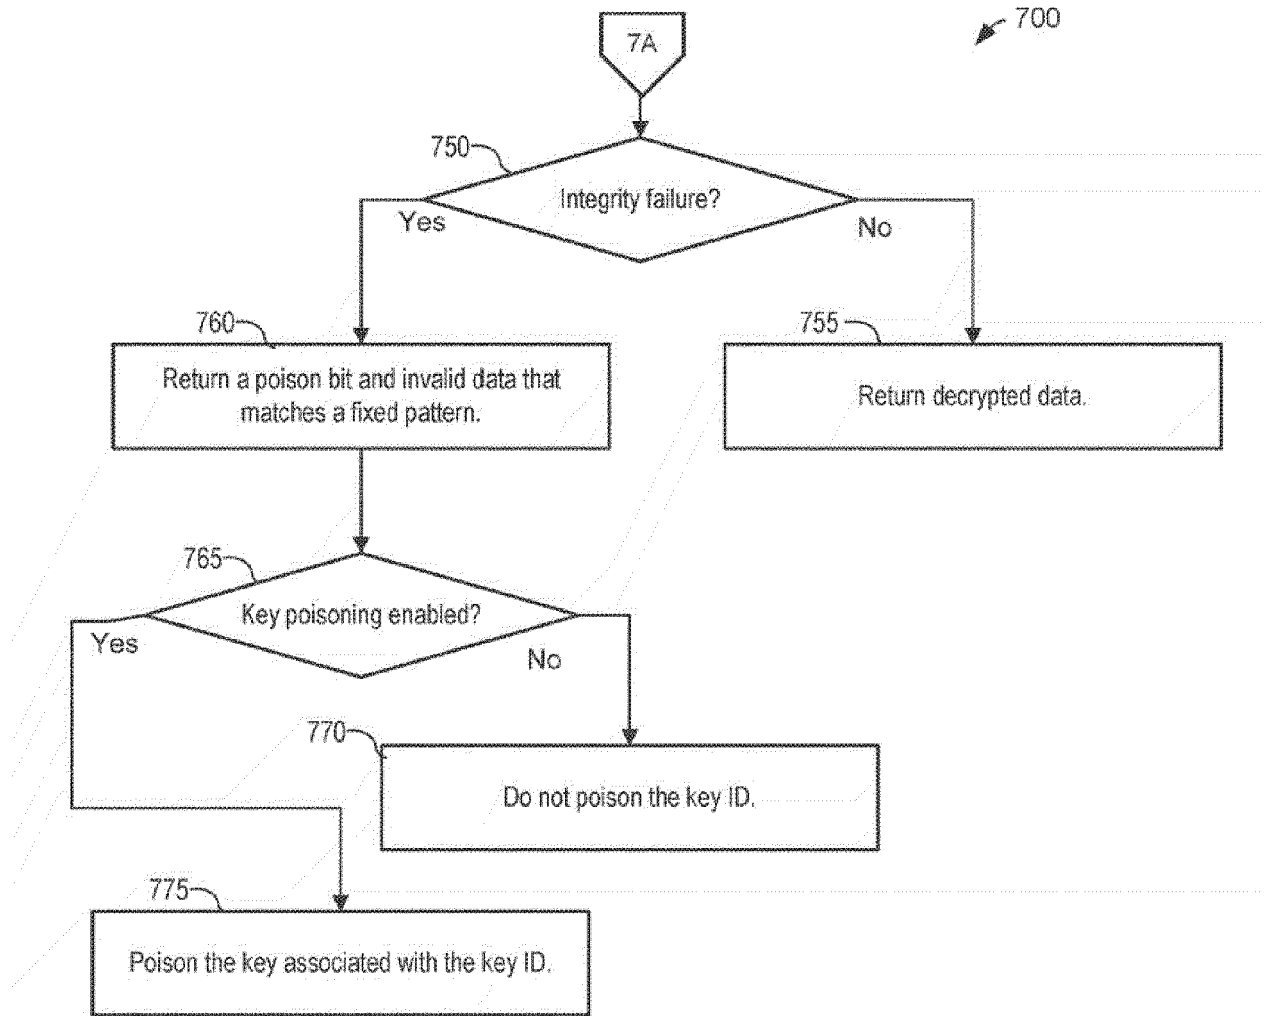 700
7A
750
Integrity failure?
Yes
No
760
755
Return a poison bit and invalid data that
matches a fixed pattern.
Return decrypted data.
765
Key poisoning enabled?
Yes
No
770
Do not poison the key ID.
775
Poison the key associated with the key ID.